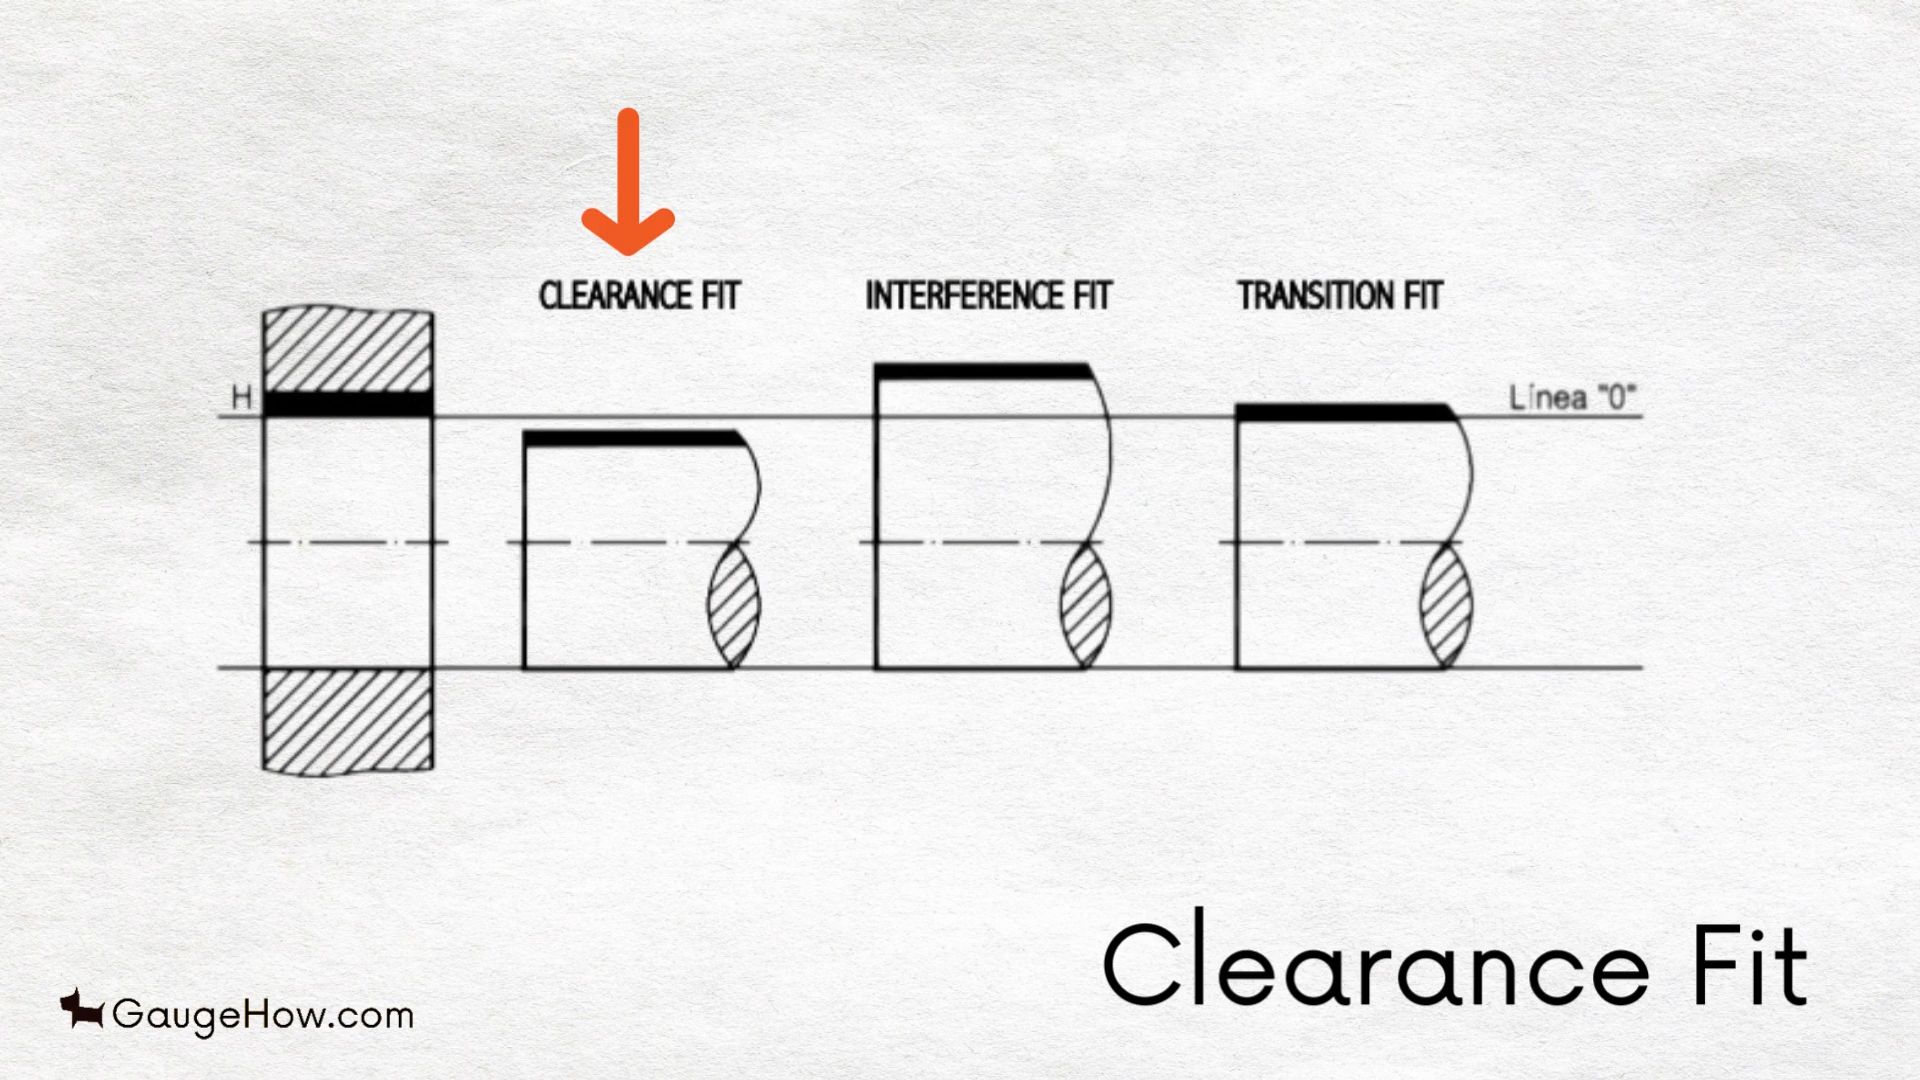 CLEARANCE FIT
INTERFERENCE FIT
TRANSITION FIT
H
Línea "0"
Clearance Fit
GaugeHow.com